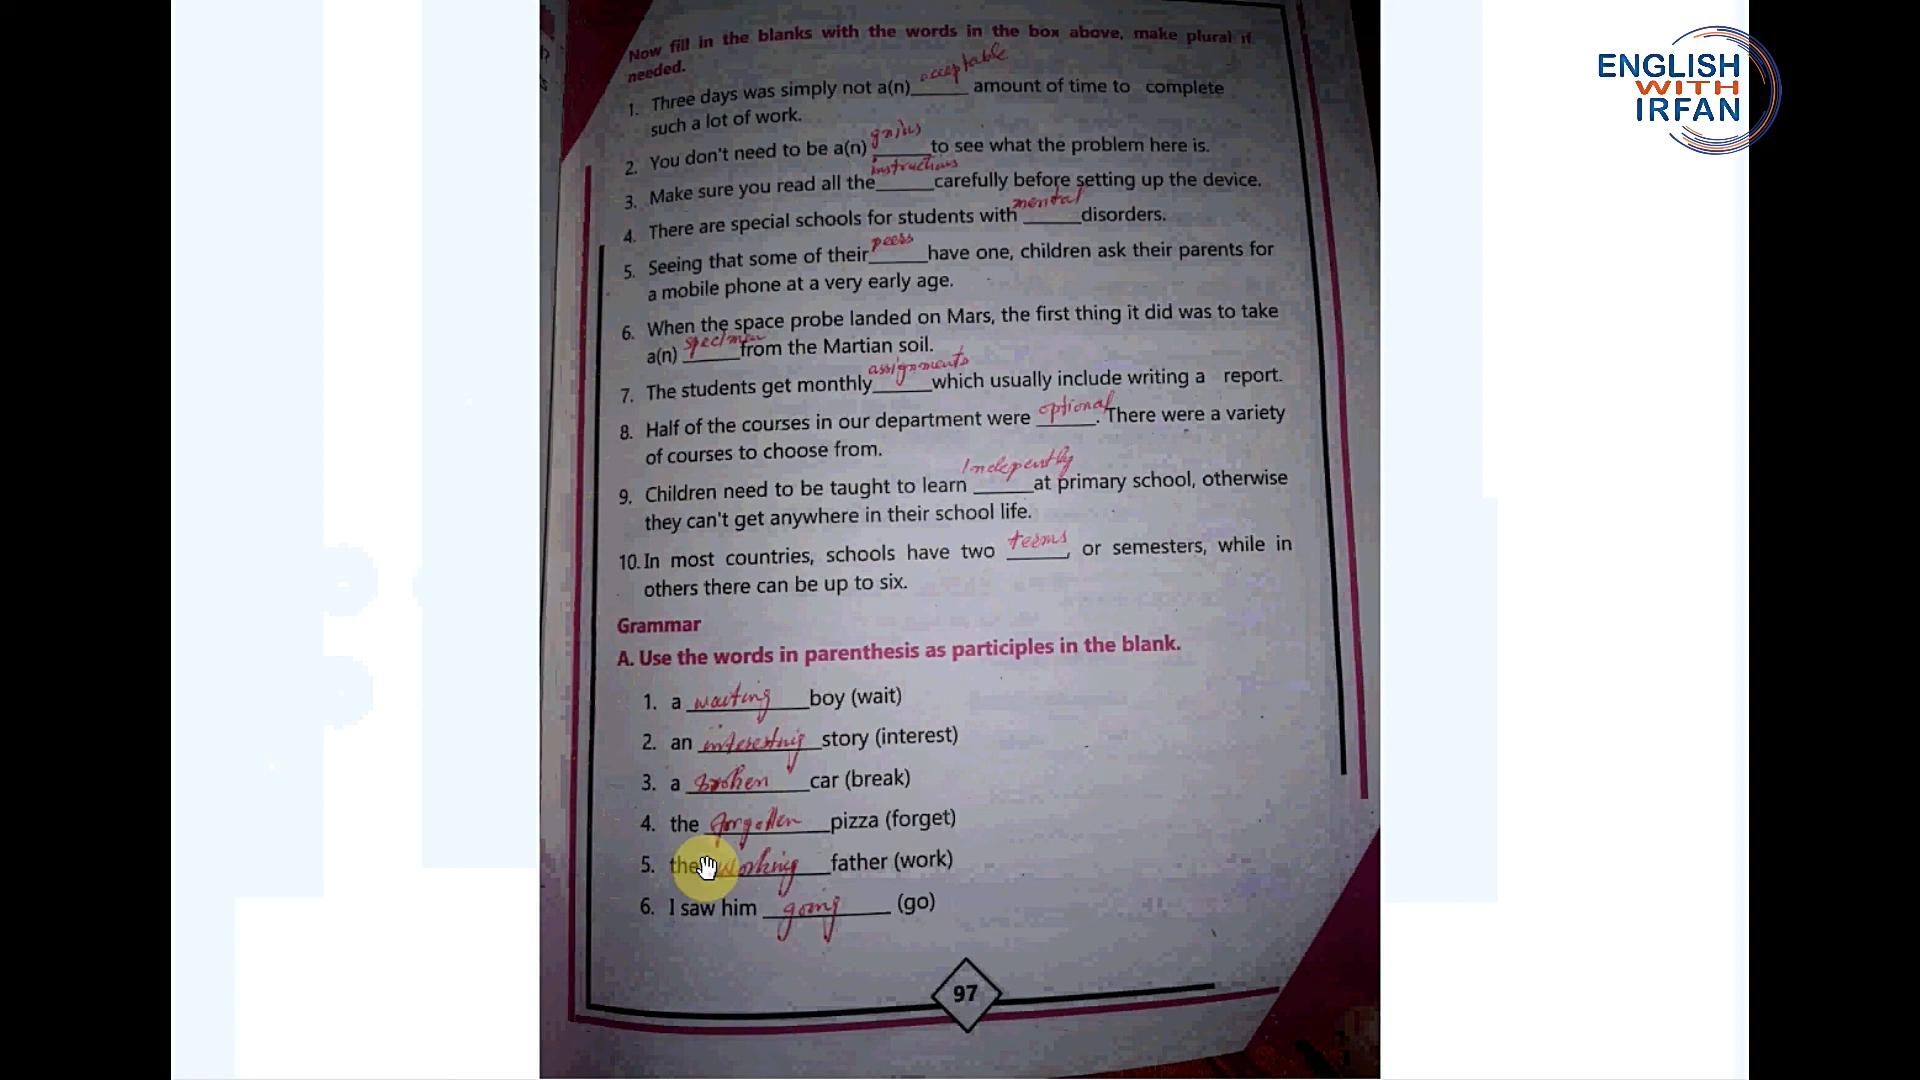 ENGLISH
WITH
IRFAN
Now fill in the blanks with the words in the box above, make plural if
needed.
acceptable
1. Three days was simply not a(n)_____ amount of time to complete
such a lot of work.
2. You don't need to be a(n) _____to see what the problem here is.
instructions
3. Make sure you read all the_____carefully before setting up the device.
mental
4. There are special schools for students with _____disorders.
peers
5. Seeing that some of their_____have one, children ask their parents for
a mobile phone at a very early age.
6. When the space probe landed on Mars, the first thing it did was to take
specimen
a(n) _____from the Martian soil.
assignments
7. The students get monthly_____which usually include writing a report.
optional
8. Half of the courses in our department were _____. There were a variety
of courses to choose from.
Indepently
9. Children need to be taught to learn _____at primary school, otherwise
they can't get anywhere in their school life.
terms
10. In most countries, schools have two _____, or semesters, while in
others there can be up to six.
Grammar
A. Use the words in parenthesis as participles in the blank.
1. a waiting boy (wait)
2. an interesting story (interest)
3. a Broken car (break)
4. the forgotten pizza (forget)
5. the working father (work)
6. I saw him going (go)
97